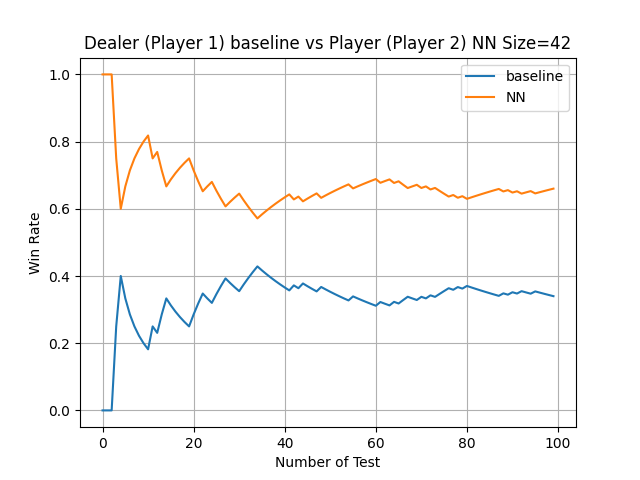 Dealer (Player 1) baseline vs Player (Player 2) NN Size=42
baseline
NN
1.0
0.8
0.6
0.4
0.2
0.0
Win Rate
0 20 40 60 80 100
Number of Test